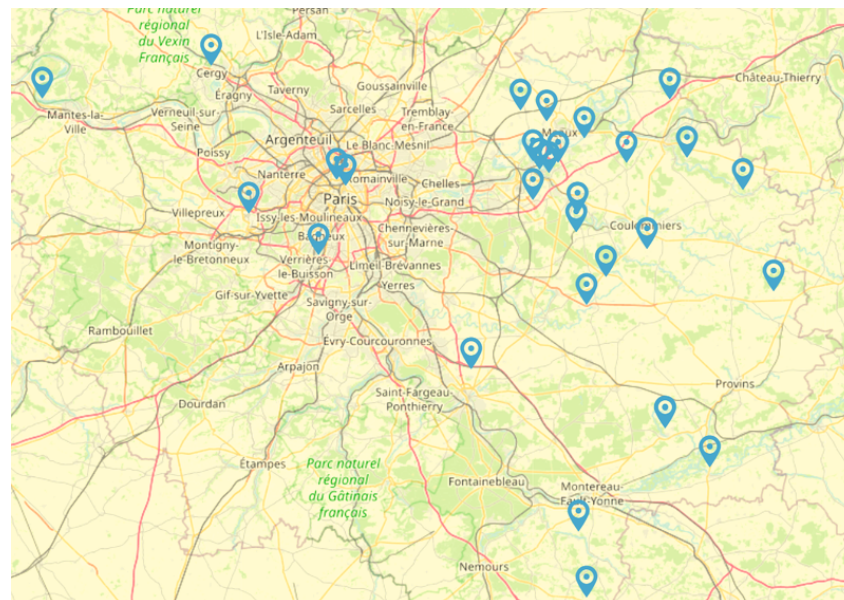 Persan
Parc naturel
régional
du Vexin
Français
L'Isle-Adam
Cergy
Château-Thierry
Goussainville
Taverny
Éragny
Mantes-la-
Ville
Verneuil-sur-
Seine
Sarcelles
Tremblay
-en-France
Argenteuil
Le Blanc-Mesnil
Poissy
Nanterre
Romainville
Chelles
Paris
Noisy-le-Grand
Villepreux
Issy-les-Moulineaux
Coulommiers
Chennevières-
sur-Marne
Montigny-
le-Bretonneux
Verrières
-le-Buisson
Limeil-Brévannes
Gif-sur-Yvette
Yerres
Savigny-sur-
Orge
Rambouillet
Évry-Courcouronnes
Arpajon
Provins
Saint-Fargeau-
Ponthierry
Dourdan
Étampes
Parc naturel
régional
du Gâtinais
français
Fontainebleau
Montereau-
Fault-Yonne
Nemours